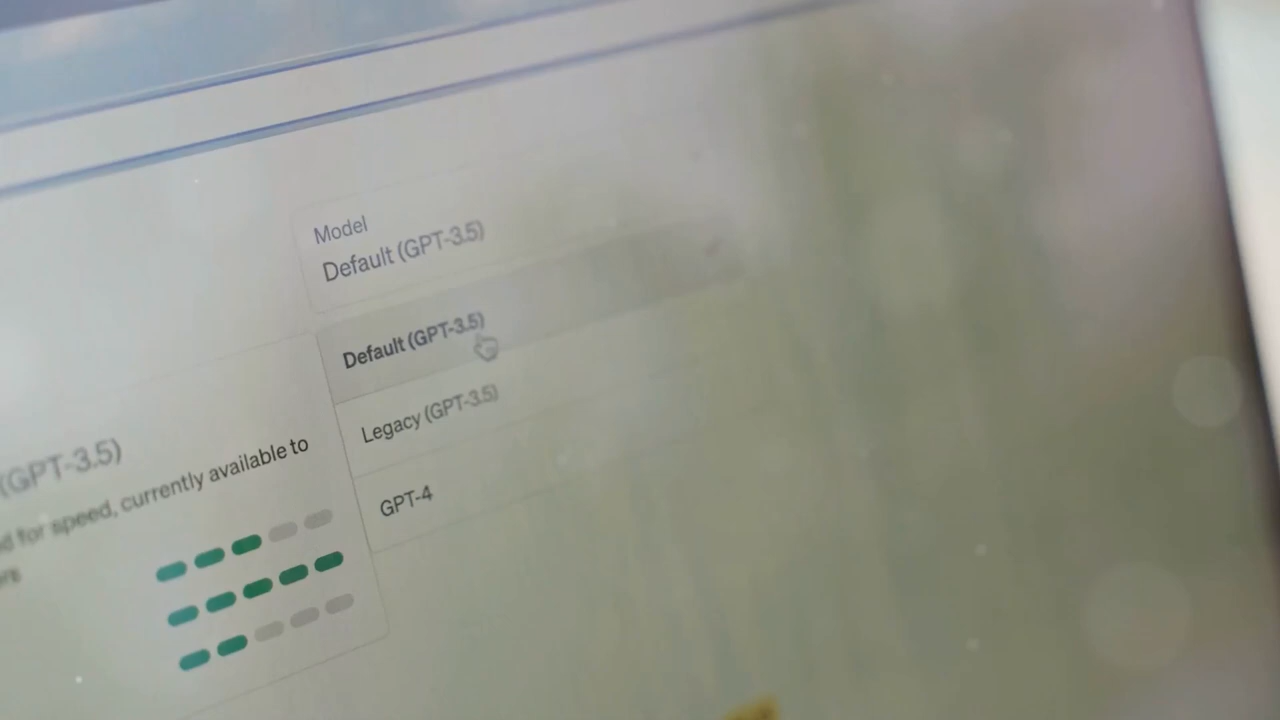 Model
Default (GPT-3.5)
Default (GPT-3.5)
Legacy (GPT-3.5)
GPT-4
(GPT-3.5)
for speed, currently available to